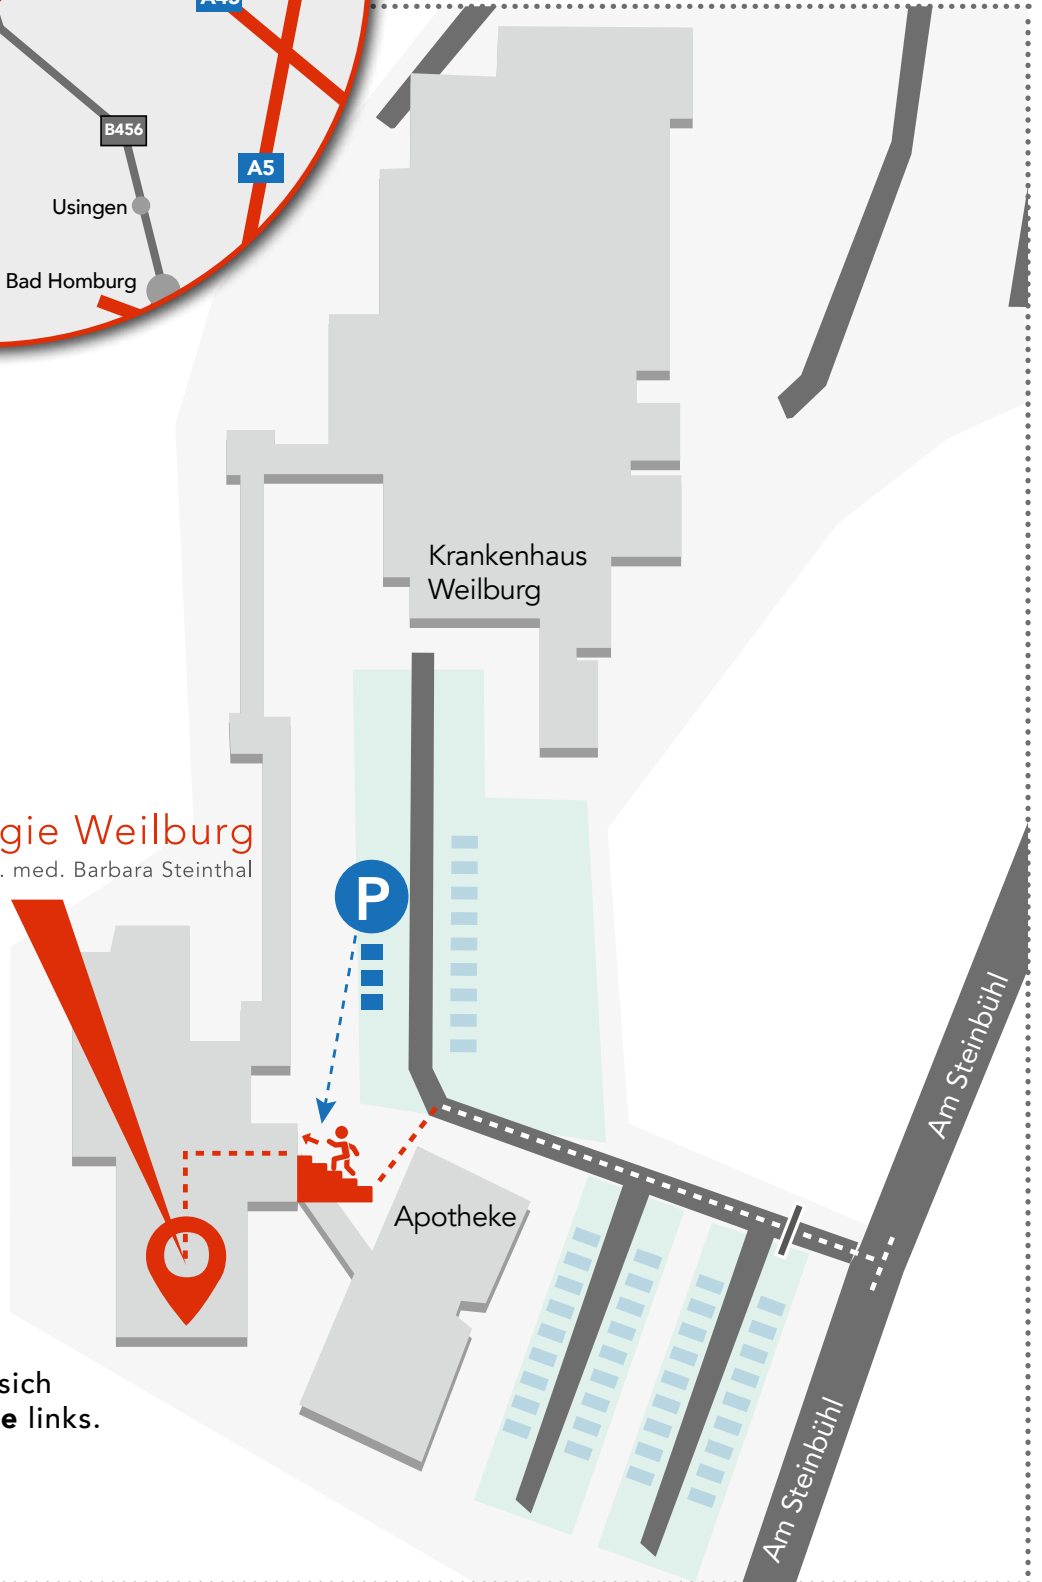 A45
B456
A5
Usingen
Bad Homburg
Krankenhaus
Weilburg
gie Weilburg
. med. Barbara Steinthal
P
Am Steinbühl
Apotheke
sich
e links.
Am Steinbühl